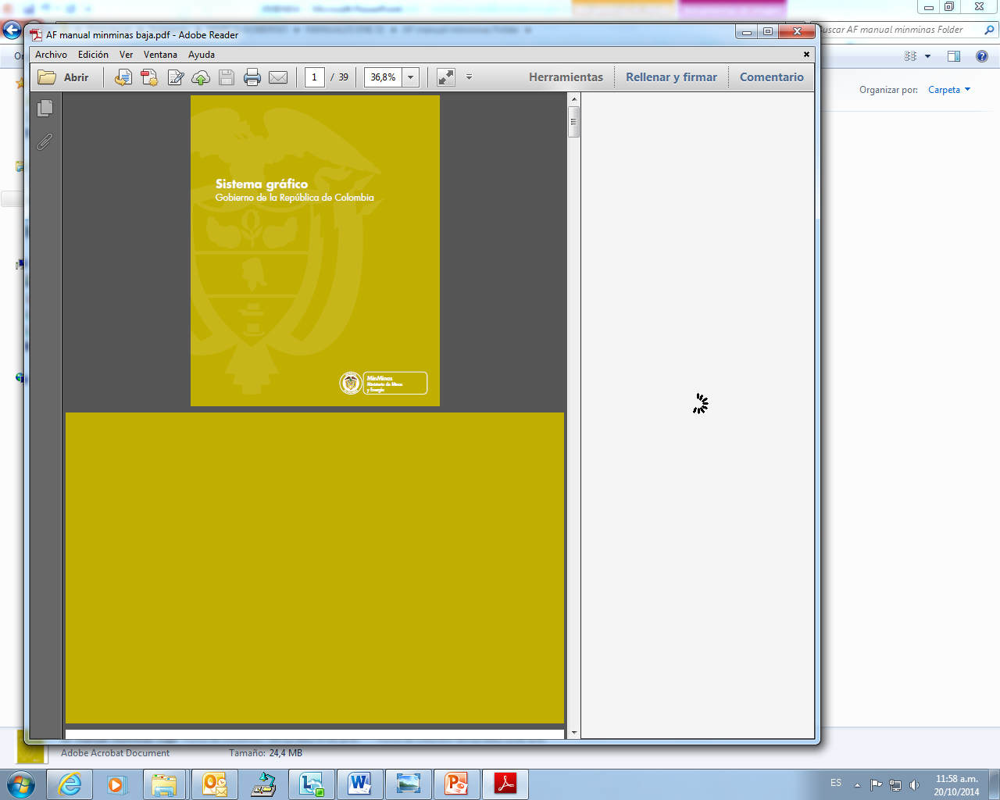 AF manual minminas baja.pdf - Adobe Reader
Buscar AF manual minminas Folder
Archivo Edición Ver Ventana Ayuda
Abrir 1 / 39 36,8% Herramientas Rellenar y firmar Comentario
Organizar por: Carpeta
Sistema gráfico
Gobierno de la República de Colombia
MinMinas
Ministerio de Minas
y Energía
Adobe Acrobat Document Tamaño: 24,4 MB
ES 11:58 a.m.
20/10/2014